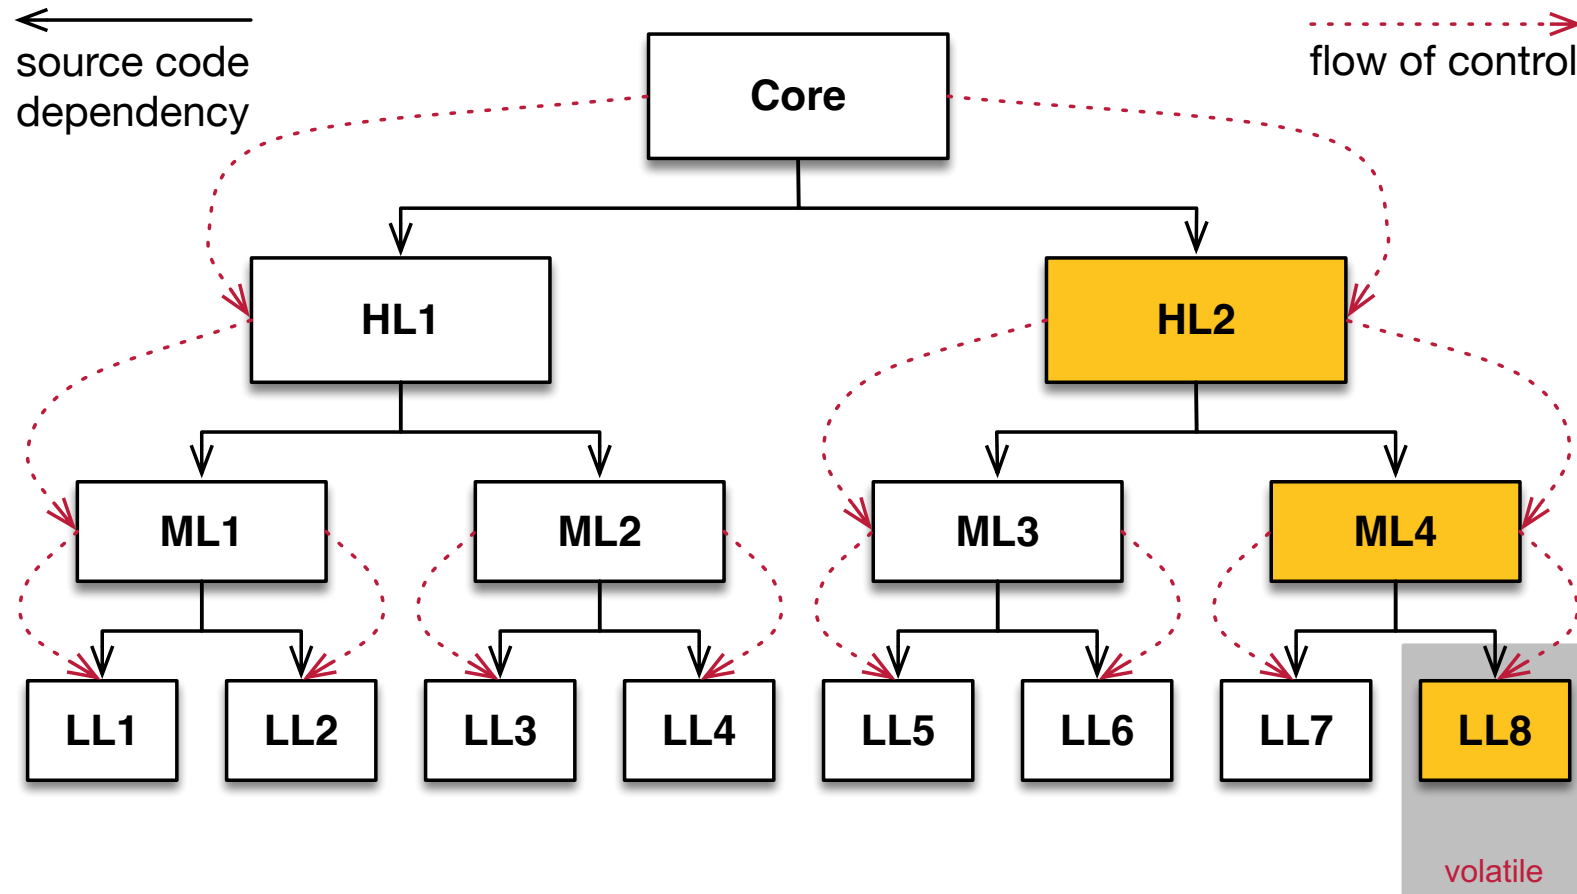 source code
dependency
flow of control
Core
HL1
HL2
ML1
ML2
ML3
ML4
LL1
LL2
LL3
LL4
LL5
LL6
LL7
LL8
volatile